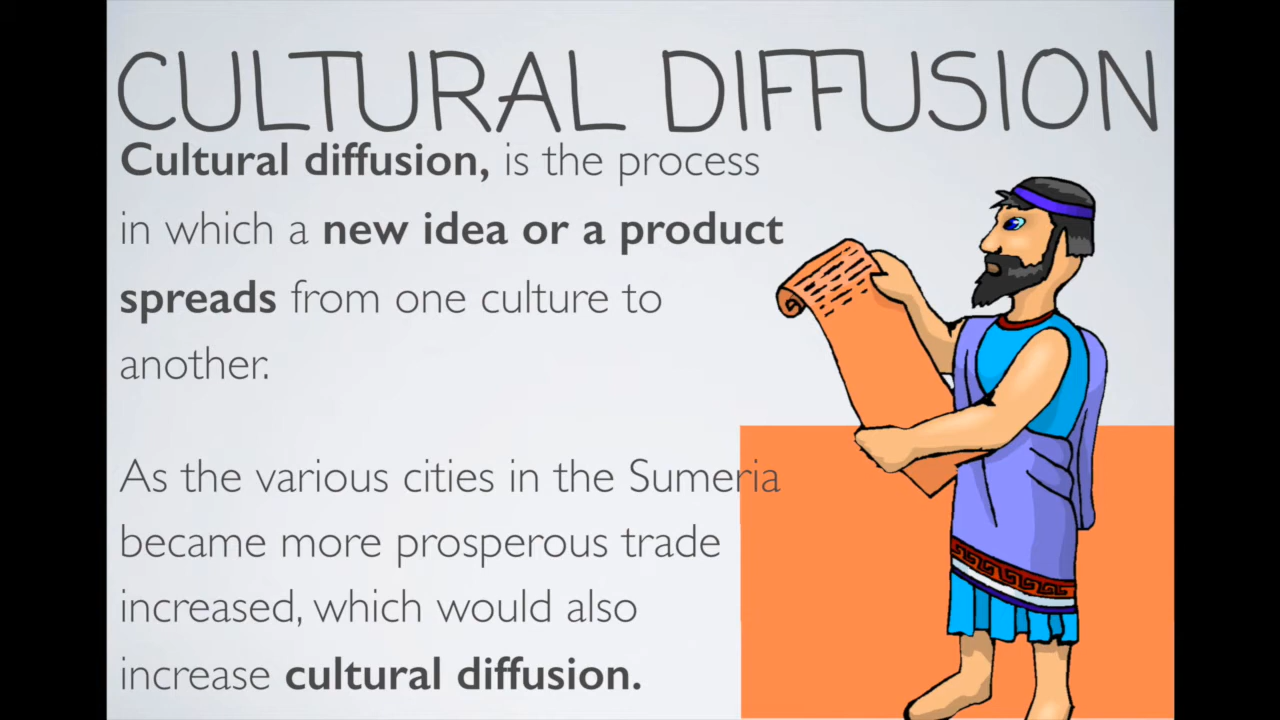 CULTURAL DIFFUSION
Cultural diffusion, is the process
in which a new idea or a product
spreads from one culture to
another.
As the various cities in the Sumeria
became more prosperous trade
increased, which would also
increase cultural diffusion.